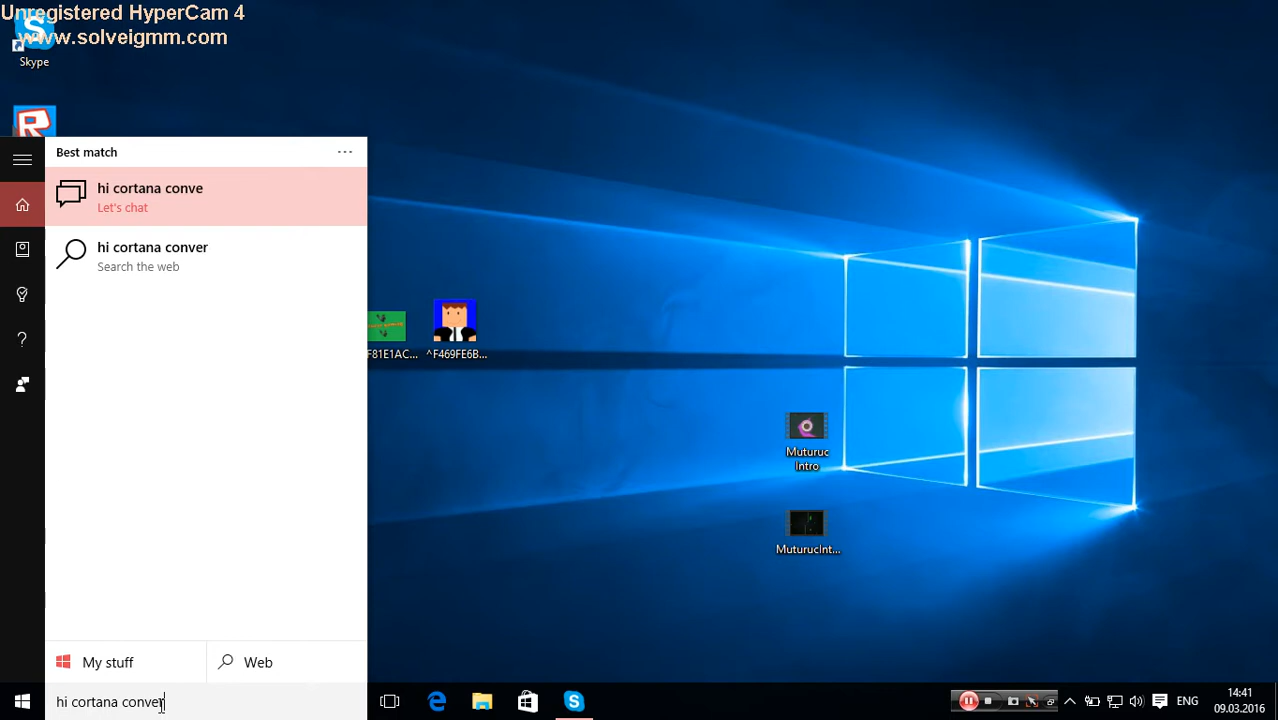 Unregistered HyperCam 4
www.solveigmm.com
Skype
Best match
...
hi cortana conve
Let's chat
hi cortana conver
Search the web
F81E1AC...
^F469FE6B...
Muturuc
Intro
MuturucInt...
My stuff
Web
hi cortana conver
ENG
14:41
09.03.2016